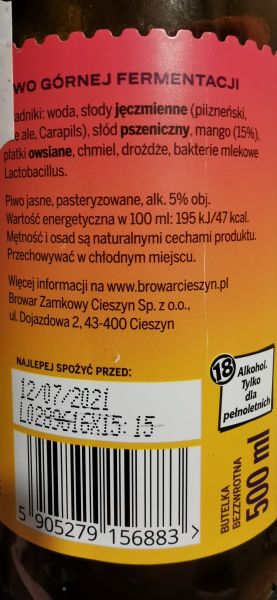 WO GÓRNEJ FERMENTACJI
adniki: woda, słody jęczmienne (pilzneński,
e ale, Carapils), słód pszeniczny, mango (15%),
płatki owsiane, chmiel, drożdże, bakterie mlekowe
Lactobacillus.
Piwo jasne, pasteryzowane, alk. 5% obj.
Wartość energetyczna w 100 ml: 195 kJ/47 kcal.
Mętność i osad są naturalnymi cechami produktu.
Przechowywać w chłodnym miejscu.
Więcej informacji na www.browarcieszyn.pl
Browar Zamkowy Cieszyn Sp. z o.o.,
ul. Dojazdowa 2, 43-400 Cieszyn
NAJLEPIEJ SPOŻYĆ PRZED:
12/07/2021
L0289616X15:15
5 905279 156883 >
18
Alkohol.
Tylko
dla
pełnoletnich
BUTELKA
BEZZWROTNA
500 ml